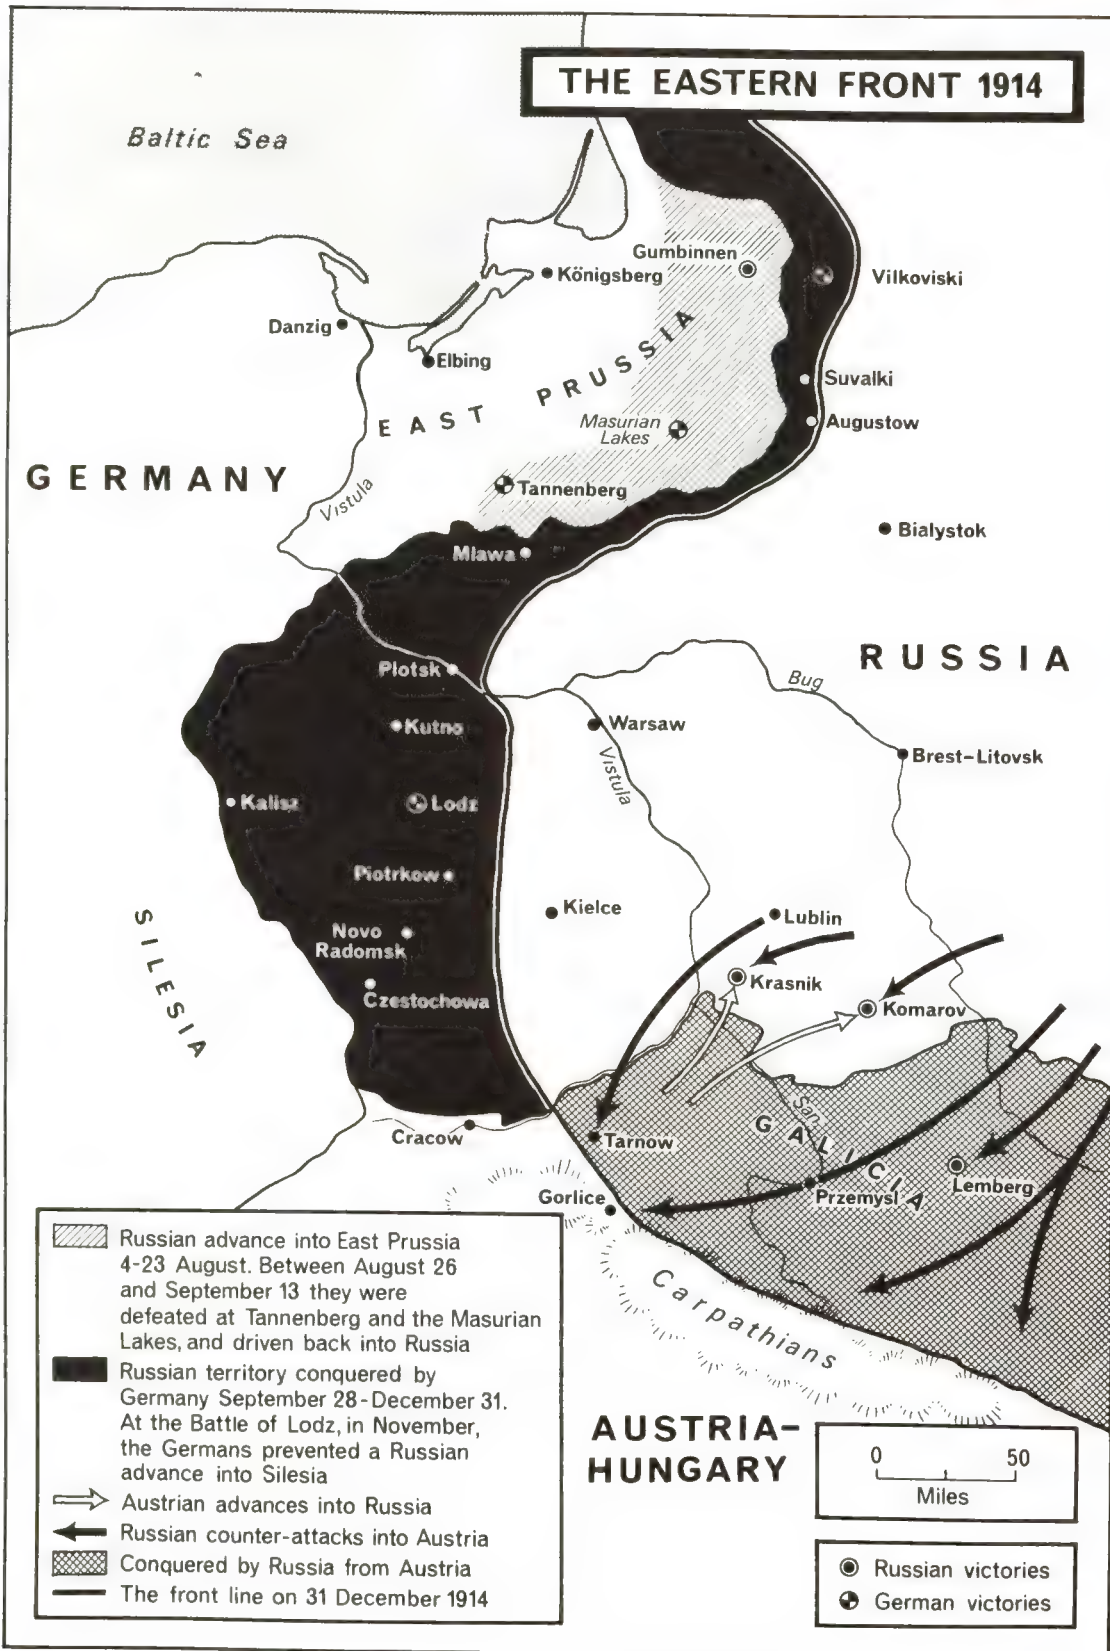 THE EASTERN FRONT 1914
Baltic Sea
Gumbinnen
Königsberg
Vilkoviski
Danzig
Elbing
EAST PRUSSIA
Suvalki
Masurian
Lakes
Augustow
GERMANY
Tannenberg
Vistula
Bialystok
Mlawa
RUSSIA
Plotsk
Bug
Kutno
Warsaw
Brest-Litovsk
Vistula
Kalisz
Lodz
Piotrkow
SILESIA
Kielce
Lublin
Novo
Radomsk
Krasnik
Czestochowa
Komarov
San
GALICIA
Cracow
Tarnow
Przemysl
Lemberg
Gorlice
Carpathians
Russian advance into East Prussia
4-23 August. Between August 26
and September 13 they were
defeated at Tannenberg and the Masurian
Lakes, and driven back into Russia
Russian territory conquered by
Germany September 28-December 31.
At the Battle of Lodz, in November,
the Germans prevented a Russian
advance into Silesia
Austrian advances into Russia
Russian counter-attacks into Austria
Conquered by Russia from Austria
The front line on 31 December 1914
AUSTRIA-
HUNGARY
0 50
Miles
Russian victories
German victories